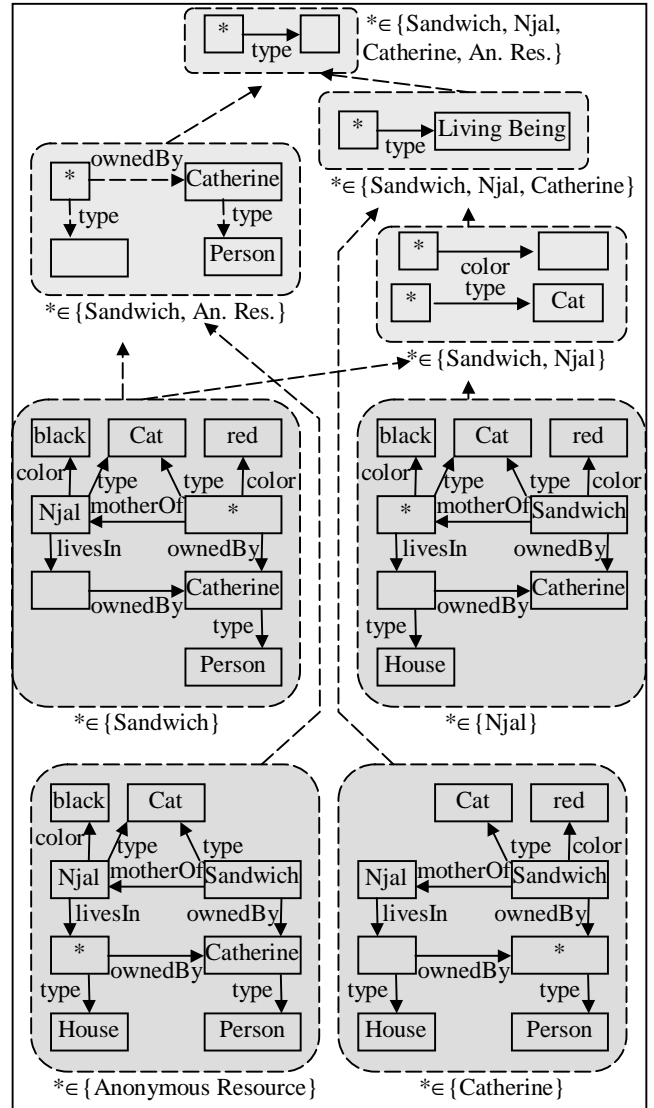 * type
*∈{Sandwich, Njal,
Catherine, An. Res.}
* type Living Being
*∈{Sandwich, Njal, Catherine}
ownedBy
* Catherine
type type
Person
*∈{Sandwich, An. Res.}
*
color
type
* Cat
*∈{Sandwich, Njal}
black Cat red
color type type color
motherOf
Njal *
livesIn ownedBy
Catherine
ownedBy
type
Person
*∈{Sandwich}
black Cat red
color type type color
motherOf
* Sandwich
livesIn ownedBy
Catherine
ownedBy
type
House
*∈{Njal}
black Cat
color type type
motherOf
Njal Sandwich
livesIn ownedBy
* Catherine
ownedBy
type type
House Person
*∈{Anonymous Resource}
Cat red
type color
motherOf
Njal Sandwich
livesIn ownedBy
*
ownedBy
type type
House Person
*∈{Catherine}